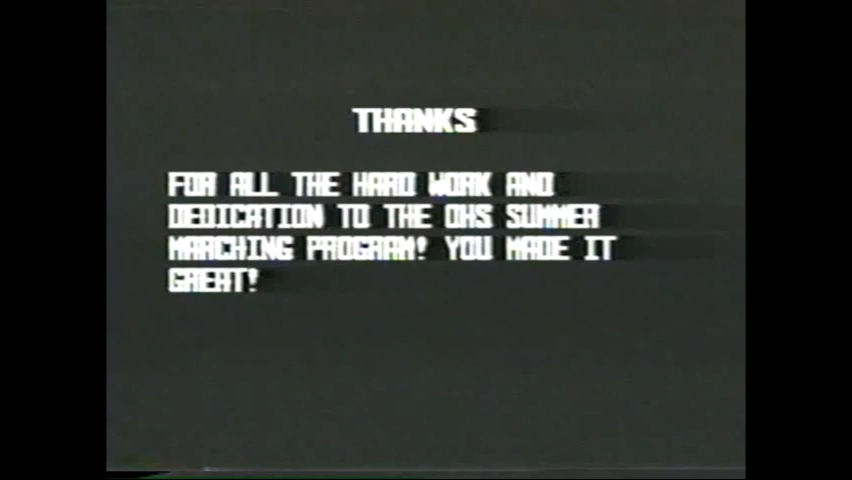 THANKS
FOR ALL THE HARD WORK AND
DEDICATION TO THE OHS SUMMER
MARCHING PROGRAM! YOU MADE IT
GREAT!